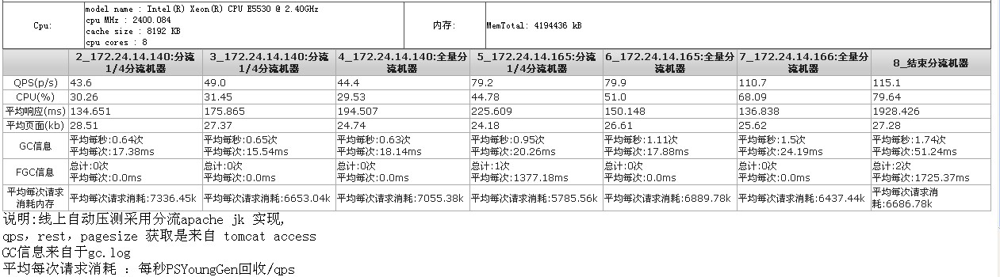 Cpu:
model name : Intel(R) Xeon(R) CPU E5530 @ 2.40GHz
cpu MHz : 2400.084
cache size : 8192 KB
cpu cores : 8
内存:
MemTotal: 4194436 kB
2_172.24.14.140:分流
1/4分流机器
3_172.24.14.140:分流
1/4分流机器
4_172.24.14.140:全量分
流机器
5_172.24.14.165:分流
1/4分流机器
6_172.24.14.165:全量分
流机器
7_172.24.14.166:全量分
流机器
8_结束分流机器
QPS(p/s) 43.6 49.0 44.4 79.2 79.9 110.7 115.1
CPU(%) 30.26 31.45 29.53 44.78 51.0 68.09 79.64
平均响应(ms) 134.651 175.865 194.507 225.609 150.148 136.838 1928.426
平均页面(kb) 28.51 27.37 24.74 24.18 26.61 25.62 27.28
GC信息
平均每秒:0.64次 平均每秒:0.65次 平均每秒:0.63次 平均每秒:0.95次 平均每秒:1.11次 平均每秒:1.5次 平均每秒:1.74次
平均每次:17.38ms 平均每次:15.54ms 平均每次:18.14ms 平均每次:20.26ms 平均每次:17.88ms 平均每次:24.19ms 平均每次:51.24ms
FGC信息
总计:0次 总计:0次 总计:0次 总计:1次 总计:0次 总计:0次 总计:2次
平均每次:0.0ms 平均每次:0.0ms 平均每次:0.0ms 平均每次:1377.18ms 平均每次:0.0ms 平均每次:0.0ms 平均每次:1725.37ms
平均每次请求
消耗内存
平均每次请求消耗:7336.45k 平均每次请求消耗:6653.04k 平均每次请求消耗:7055.38k 平均每次请求消耗:5785.56k 平均每次请求消耗:6889.78k 平均每次请求消耗:6437.44k
平均每次请求消
耗:6686.78k
说明:线上自动压测采用分流apache jk 实现,
qps, rest, pagesize 获取是来自 tomcat access
GC信息来自于gc.log
平均每次请求消耗 : 每秒PSYoungGen回收/qps